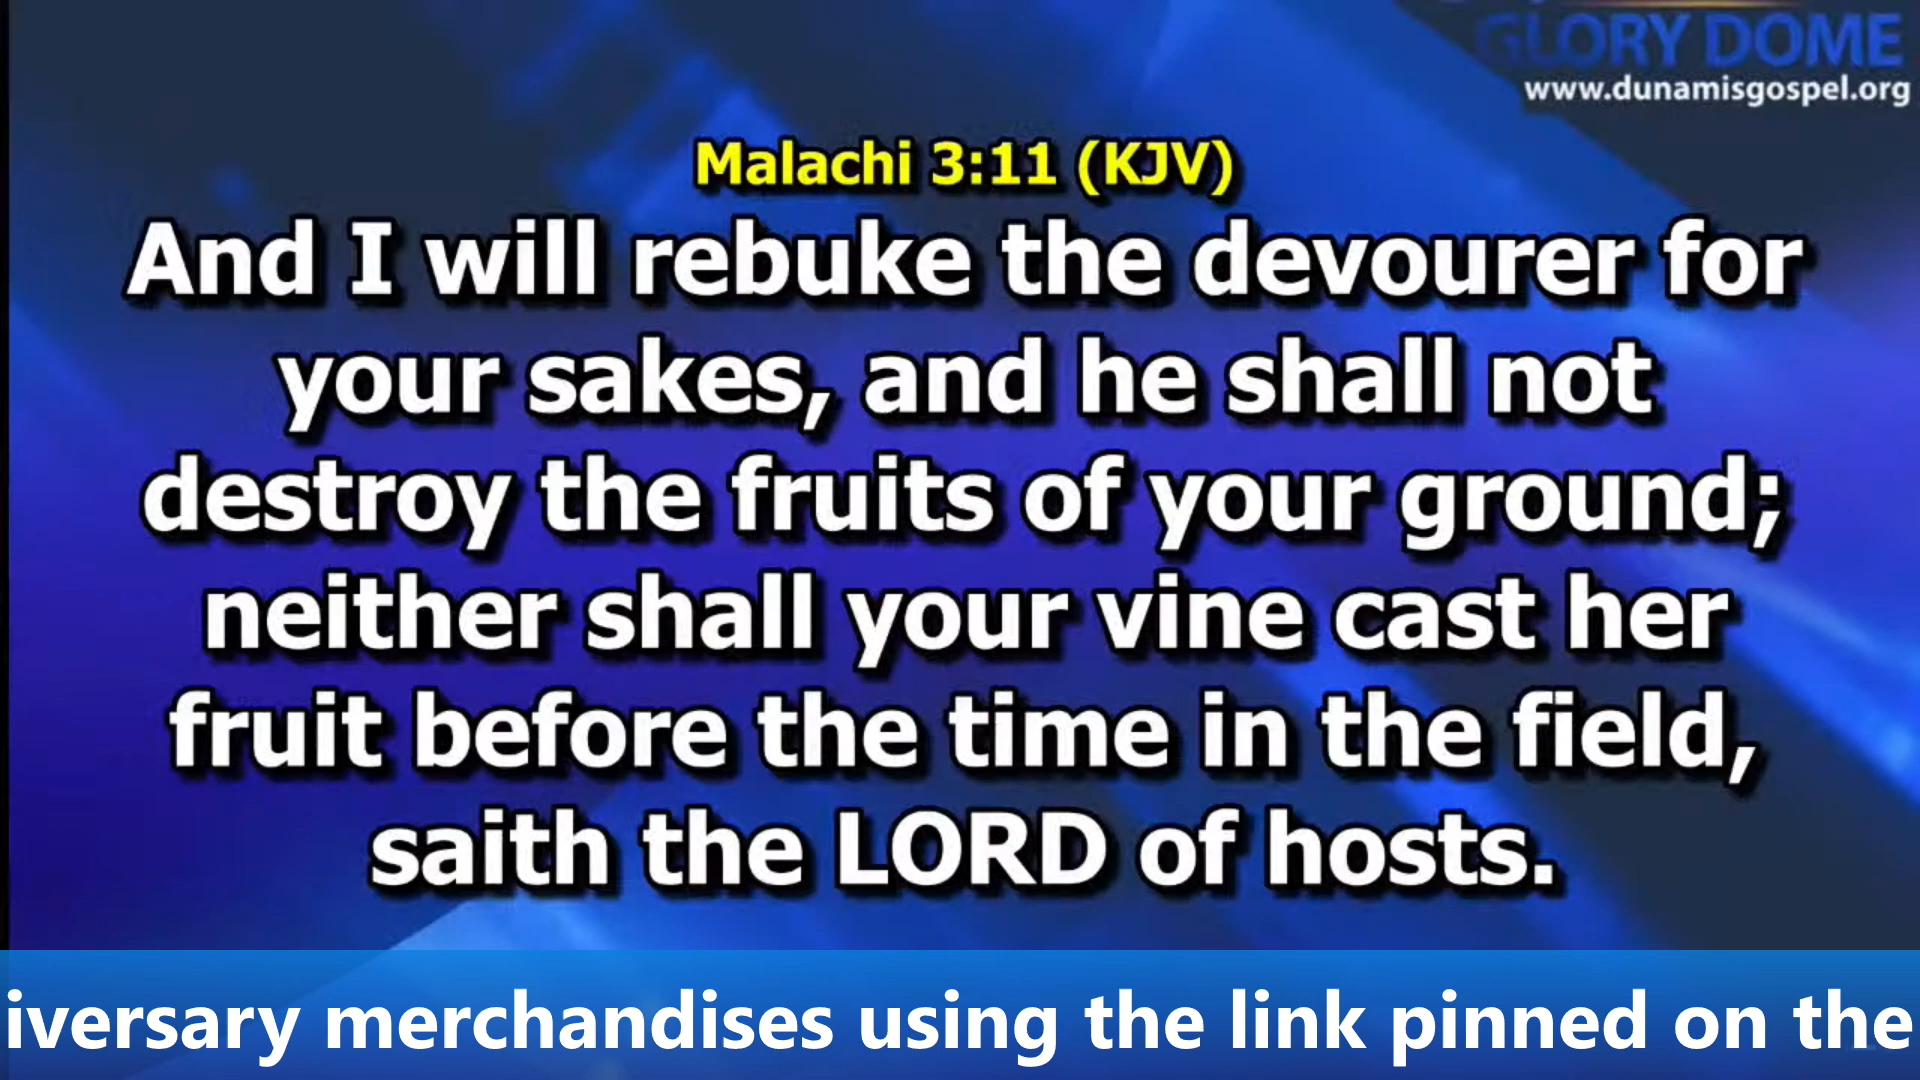 GLORY DOME
www.dunamisgospel.org
Malachi 3:11 (KJV)
And I will rebuke the devourer for
your sakes, and he shall not
destroy the fruits of your ground;
neither shall your vine cast her
fruit before the time in the field,
saith the LORD of hosts.
iversary merchandises using the link pinned on the